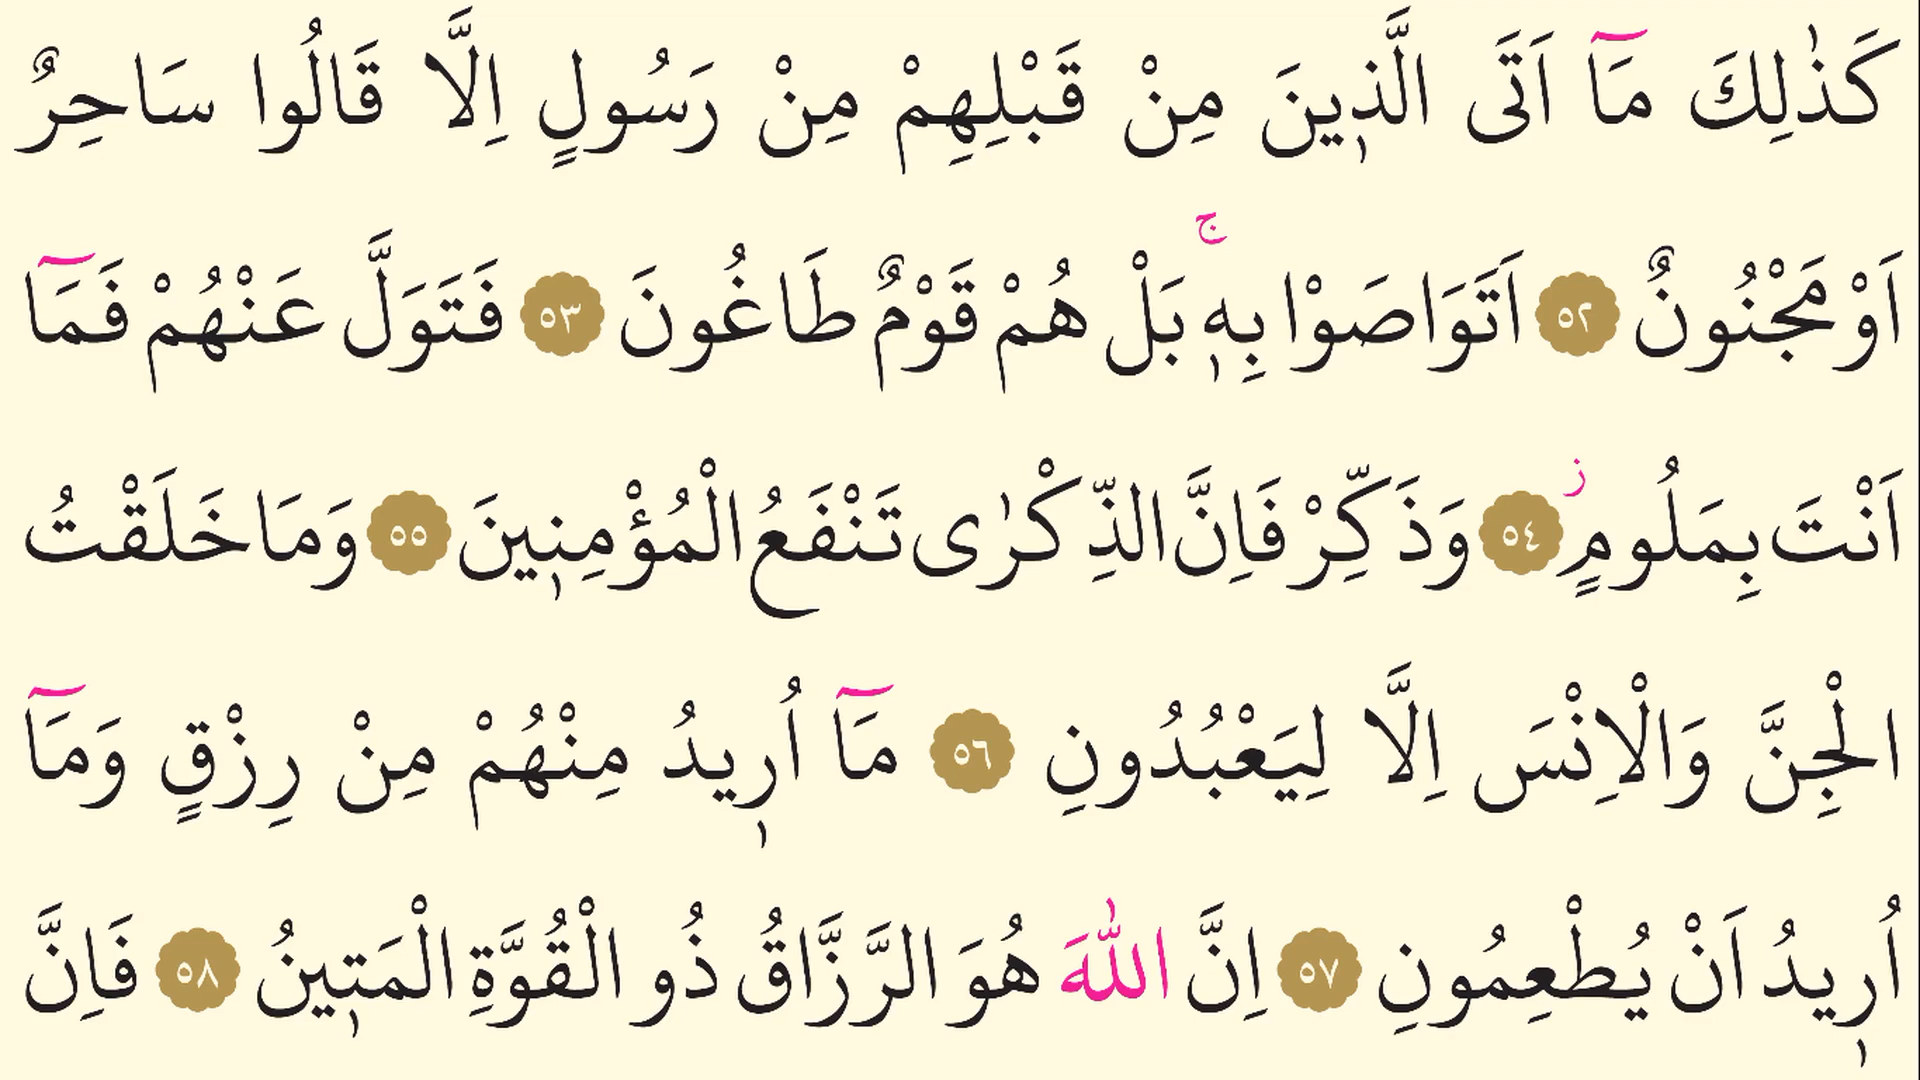 كَذٰلِكَ مَٓا اَتَى الَّذٖينَ مِنْ قَبْلِهِمْ مِنْ رَسُولٍ اِلَّا قَالُوا سَاحِرٌ
اَوْ مَجْنُونٌ ٥٢ اَتَوَاصَوْا بِهٖۚ بَلْ هُمْ قَوْمٌ طَاغُونَ ٥٣ فَتَوَلَّ عَنْهُمْ فَمَٓا
اَنْتَ بِمَلُومٍؗ ٥٤ وَذَكِّرْ فَاِنَّ الذِّكْرٰى تَنْفَعُ الْمُؤْمِنٖينَ ٥٥ وَمَا خَلَقْتُ
الْجِنَّ وَالْاِنْسَ اِلَّا لِيَعْبُدُونِ ٥٦ مَٓا اُرٖيدُ مِنْهُمْ مِنْ رِزْقٍ وَمَٓا
اُرٖيدُ اَنْ يُطْعِمُونِ ٥٧ اِنَّ اللّٰهَ هُوَ الرَّزَّاقُ ذُو الْقُوَّةِ الْمَتٖينُ ٥٨ فَاِنَّ